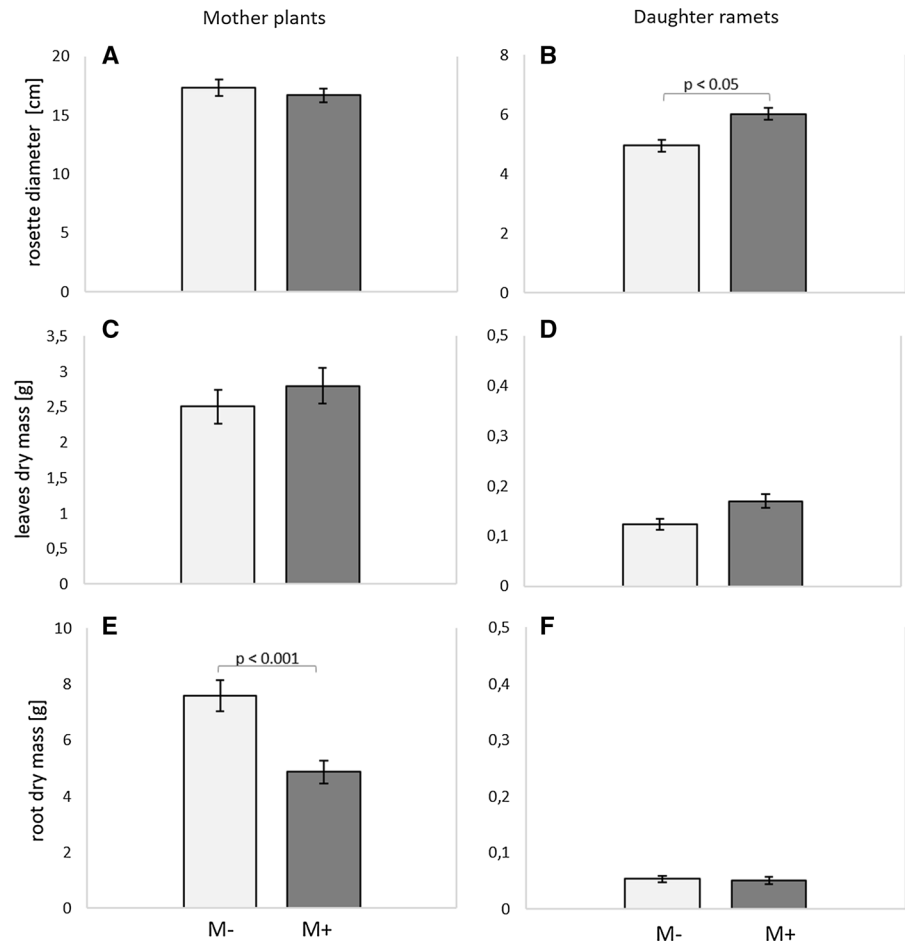 Mother plants
Daughter ramets
A
rosette diameter [cm]
20
15
10
5
0
B
p < 0.05
8
6
4
2
0
C
leaves dry mass [g]
3,5
3
2,5
2
1,5
1
0,5
0
D
0,5
0,4
0,3
0,2
0,1
0
E
p < 0.001
root dry mass [g]
10
8
6
4
2
0
M-
M+
F
0,5
0,4
0,3
0,2
0,1
0
M-
M+